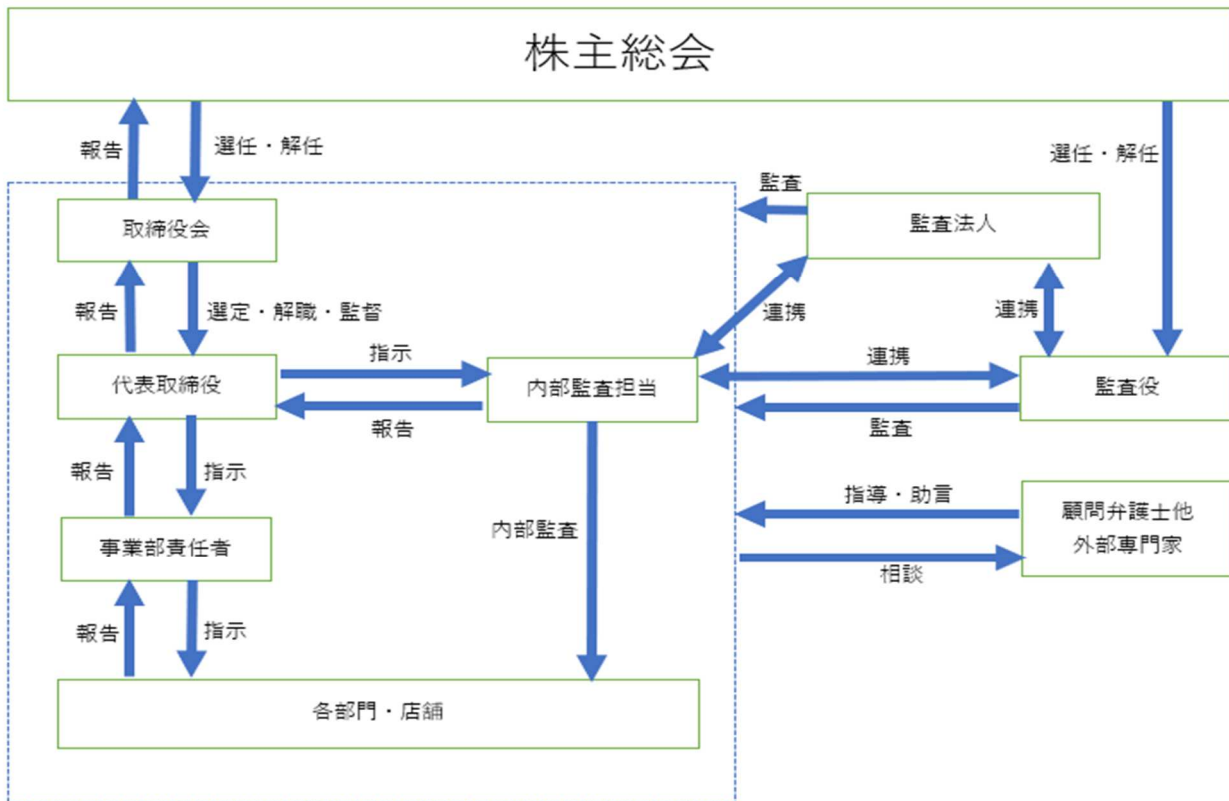 株主総会
報告
選任・解任
選任・解任
監査
取締役会
監査法人
報告
選定・解職・監督
連携
連携
指示
連携
代表取締役
内部監査担当
監査役
報告
監査
報告
指示
指導・助言
顧問弁護士他
外部専門家
内部監査
事業部責任者
相談
報告
指示
各部門・店舗